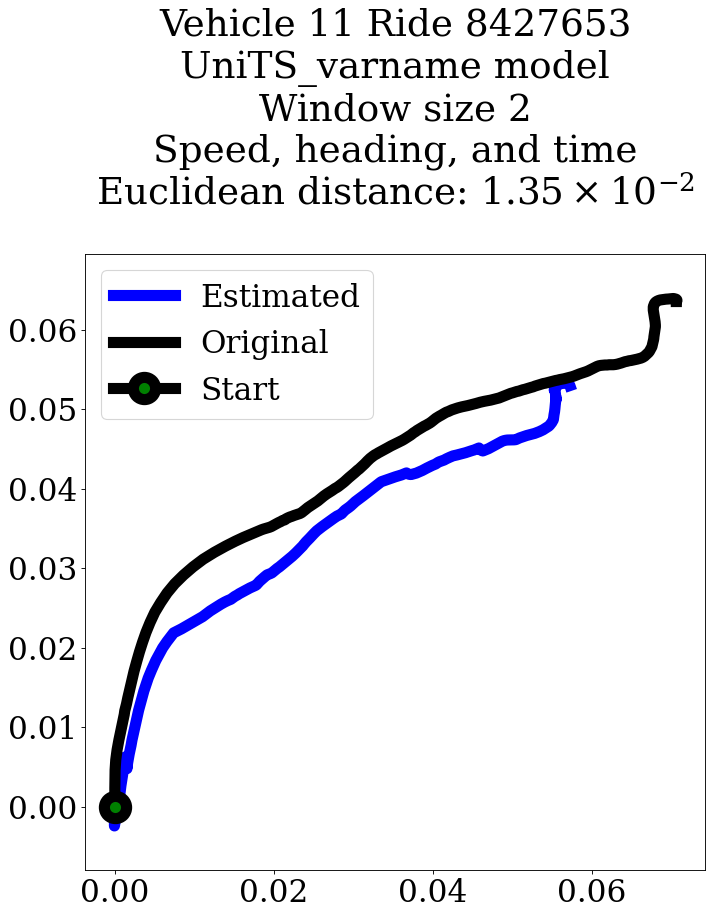 Vehicle 11 Ride 8427653
UniTS_varname model
Window size 2
Speed, heading, and time
Euclidean distance: 1.35 × 10⁻²
Estimated
Original
Start
0.06
0.05
0.04
0.03
0.02
0.01
0.00
0.00 0.02 0.04 0.06